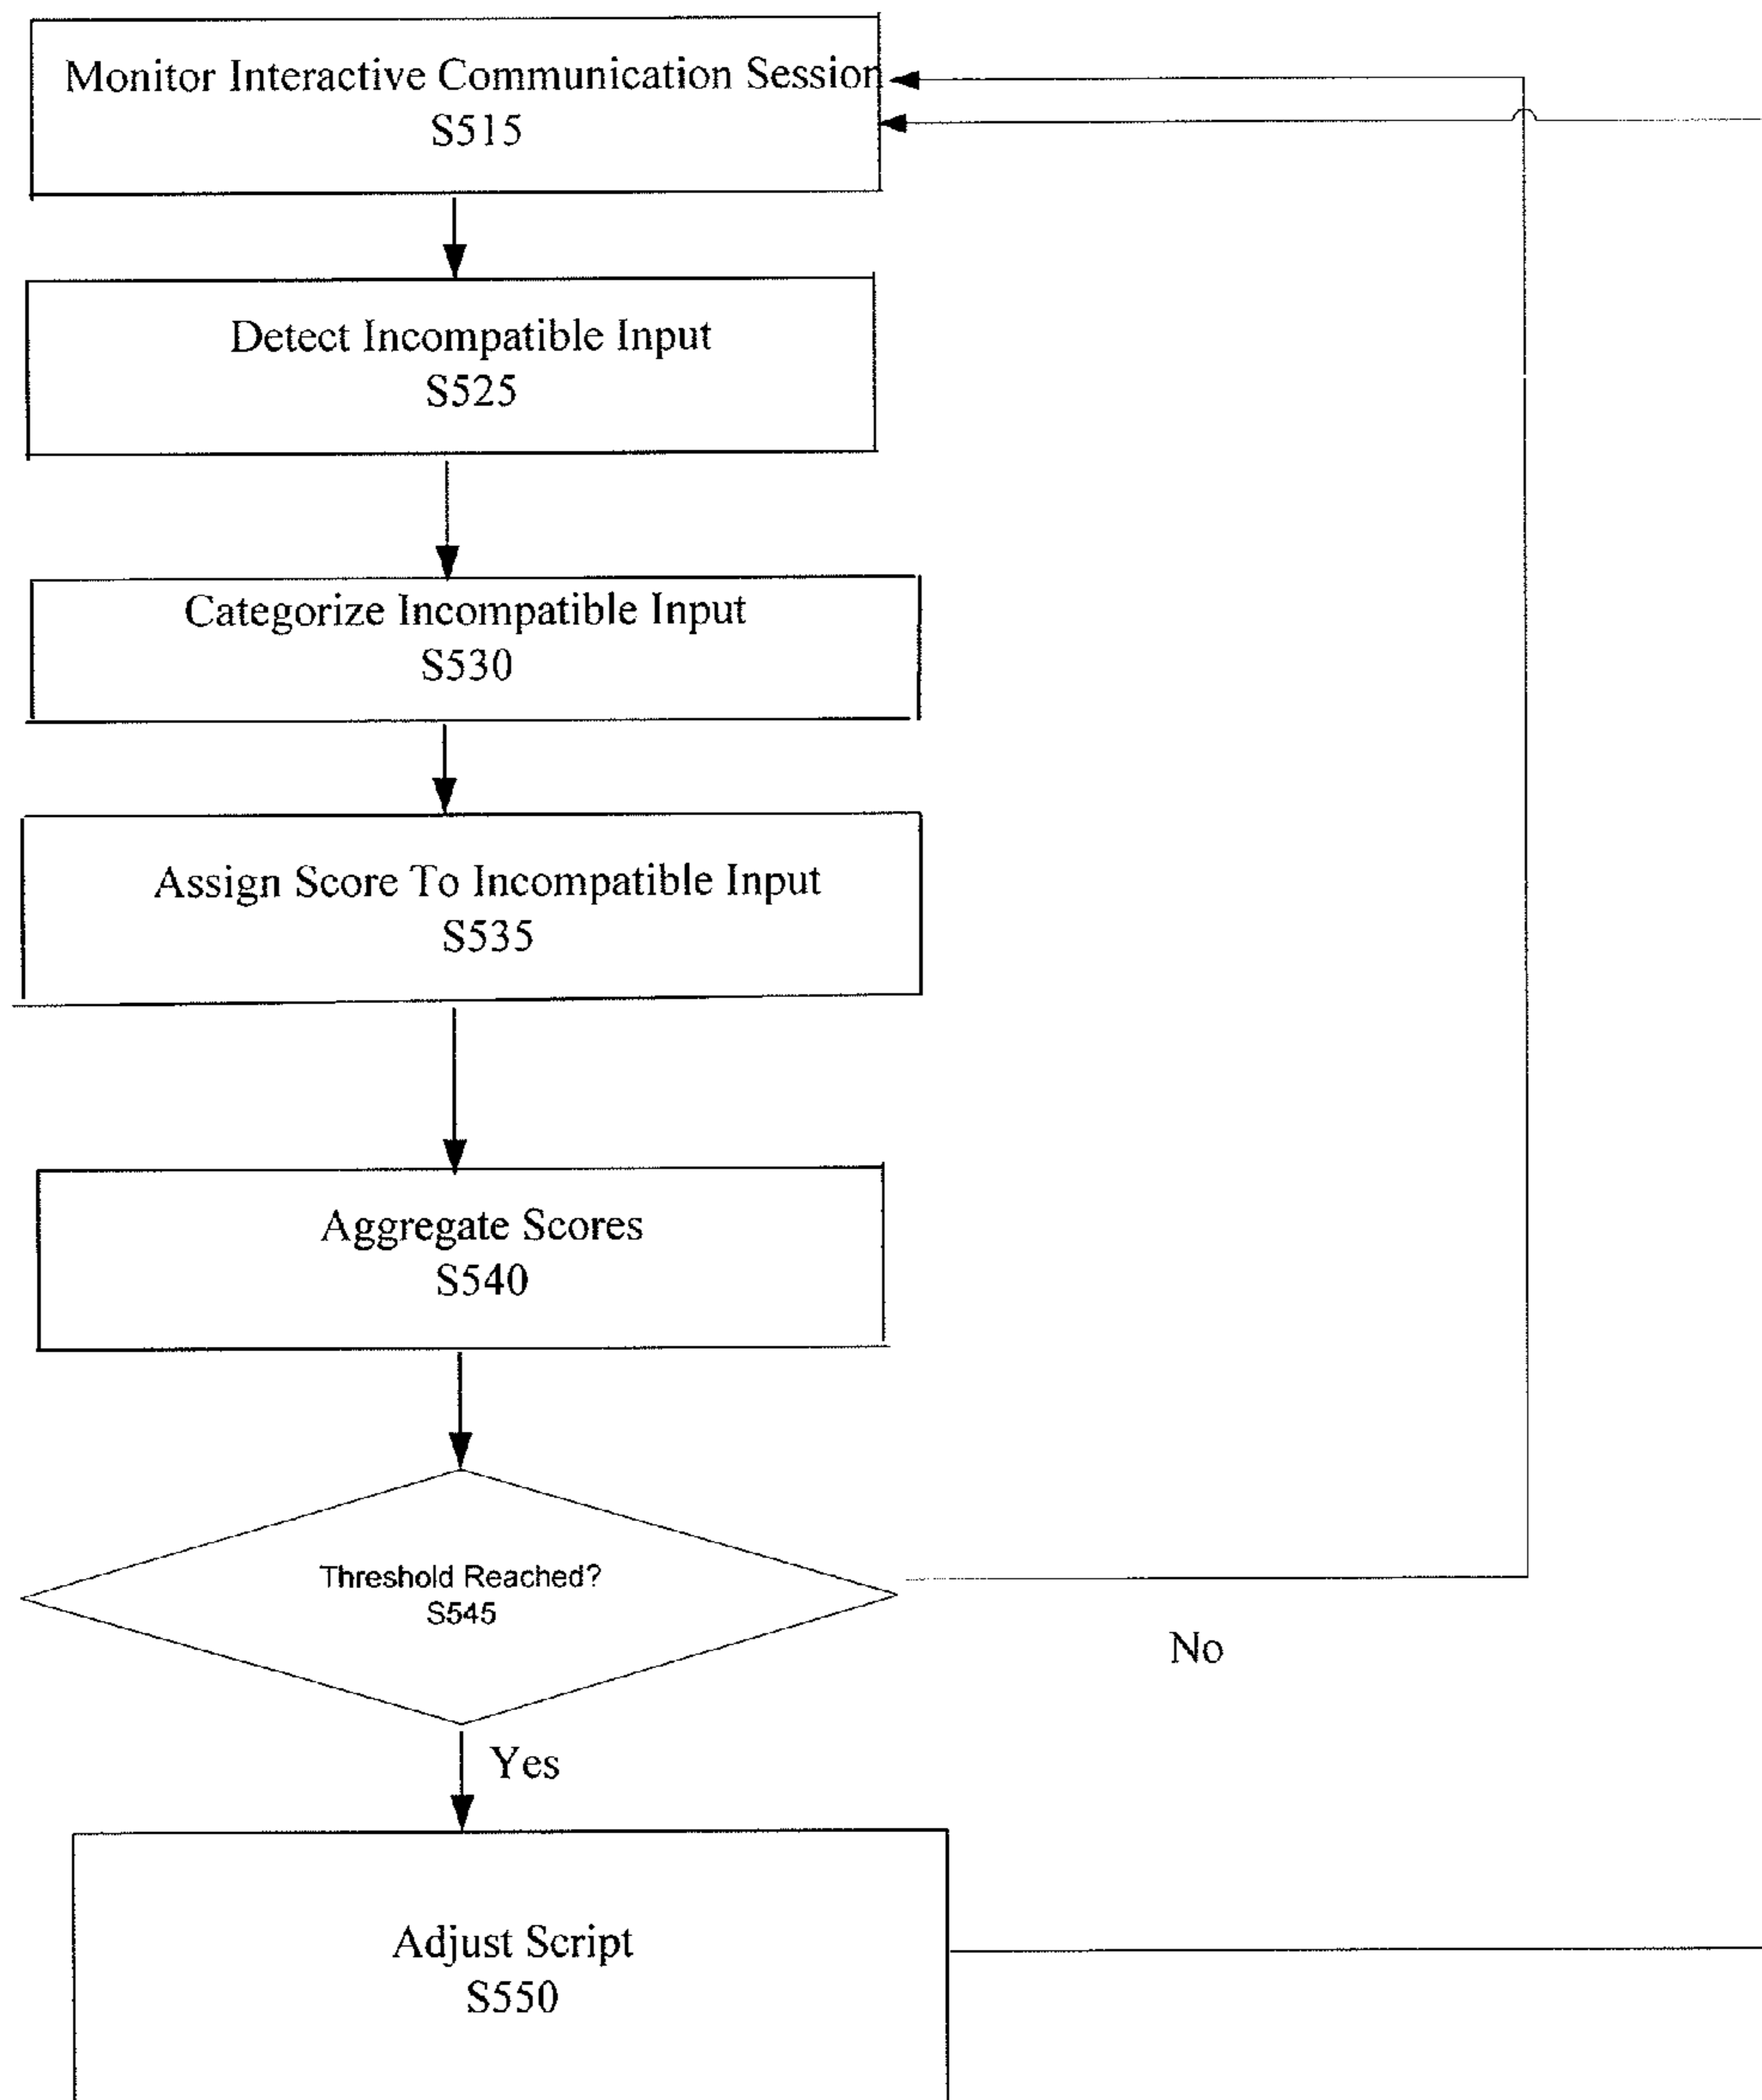 Monitor Interactive Communication Session
S515
Detect Incompatible Input
S525
Categorize Incompatible Input
S530
Assign Score To Incompatible Input
S535
Aggregate Scores
S540
Threshold Reached?
S545
No
Yes
Adjust Script
S550